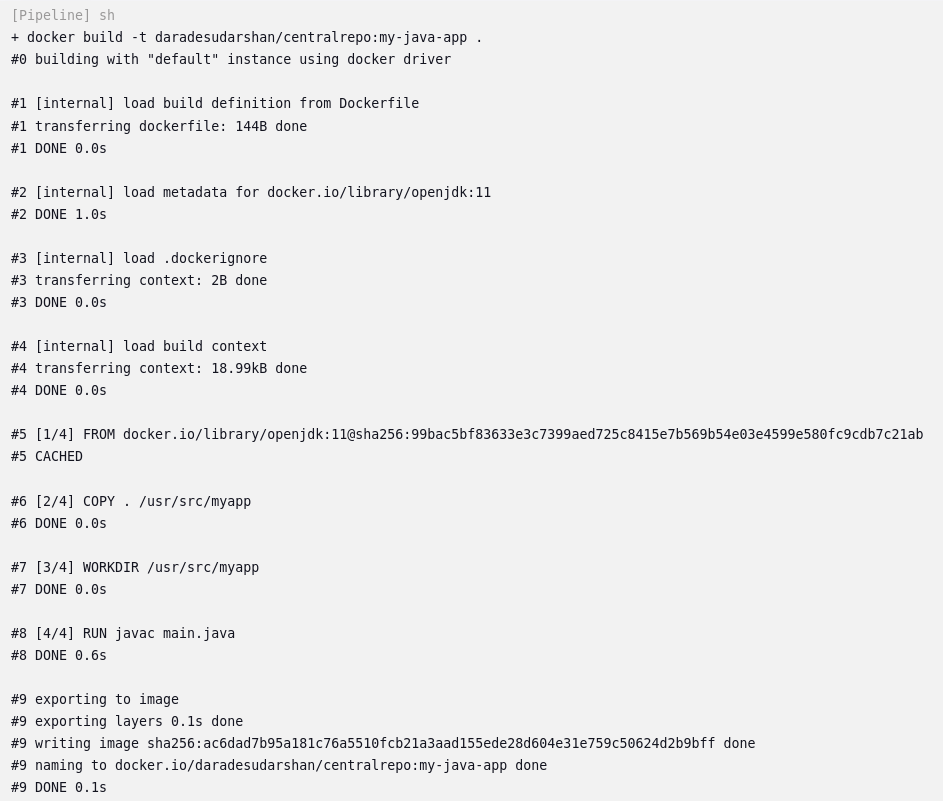 [Pipeline] sh
+ docker build -t daradesudarshan/centralrepo:my-java-app .
#0 building with "default" instance using docker driver
#1 [internal] load build definition from Dockerfile
#1 transferring dockerfile: 144B done
#1 DONE 0.0s
#2 [internal] load metadata for docker.io/library/openjdk:11
#2 DONE 1.0s
#3 [internal] load .dockerignore
#3 transferring context: 2B done
#3 DONE 0.0s
#4 [internal] load build context
#4 transferring context: 18.99kB done
#4 DONE 0.0s
#5 [1/4] FROM docker.io/library/openjdk:11@sha256:99bac5bf83633e3c7399aed725c8415e7b569b54e03e4599e580fc9cdb7c21ab
#5 CACHED
#6 [2/4] COPY . /usr/src/myapp
#6 DONE 0.0s
#7 [3/4] WORKDIR /usr/src/myapp
#7 DONE 0.0s
#8 [4/4] RUN javac main.java
#8 DONE 0.6s
#9 exporting to image
#9 exporting layers 0.1s done
#9 writing image sha256:ac6dad7b95a181c76a5510fcb21a3aad155ede28d604e31e759c50624d2b9bff done
#9 naming to docker.io/daradesudarshan/centralrepo:my-java-app done
#9 DONE 0.1s